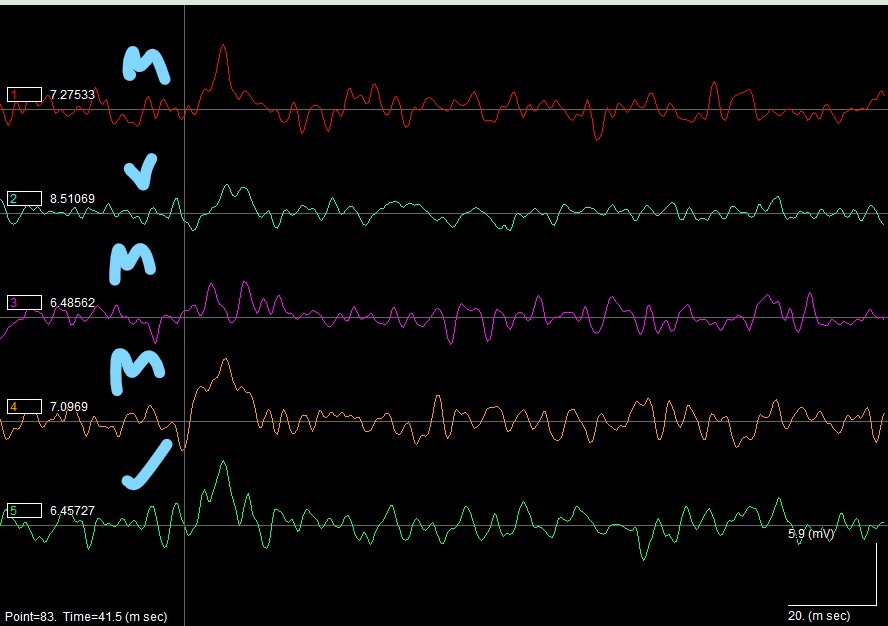 M
1 7.27533
✓
2 8.51069
M
3 6.48562
M
4 7.0969
✓
5 6.45727
5.9 (mV)
Point=83. Time=41.5 (m sec)
20. (m sec)